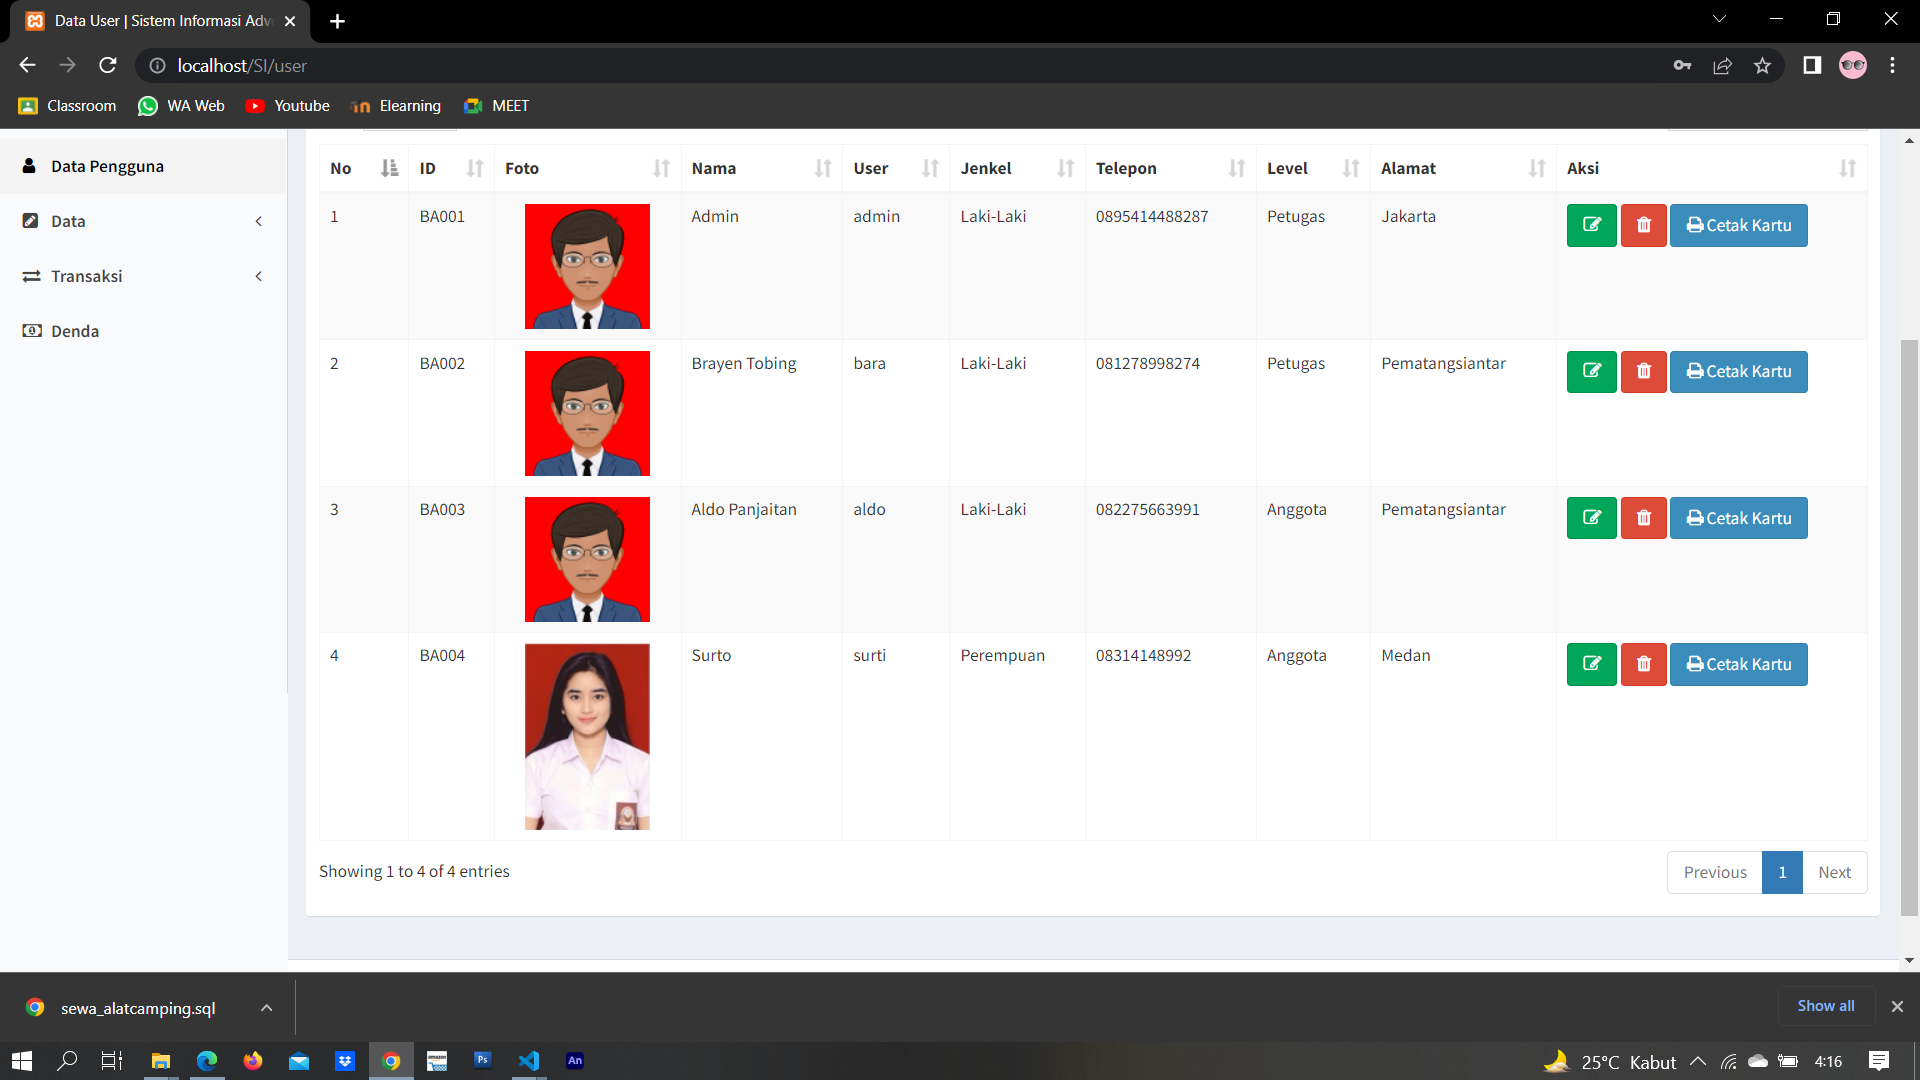 Data User | Sistem Informasi Adv
localhost/SI/user
Classroom WA Web Youtube Elearning MEET
Data Pengguna
Data
Transaksi
Denda
No ID Foto Nama User Jenkel Telepon Level Alamat Aksi
1 BA001 Admin admin Laki-Laki 0895414488287 Petugas Jakarta Cetak Kartu
2 BA002 Brayen Tobing bara Laki-Laki 081278998274 Petugas Pematangsiantar Cetak Kartu
3 BA003 Aldo Panjaitan aldo Laki-Laki 082275663991 Anggota Pematangsiantar Cetak Kartu
4 BA004 Surto surti Perempuan 08314148992 Anggota Medan Cetak Kartu
Showing 1 to 4 of 4 entries
Previous 1 Next
sewa_alatcamping.sql
Show all
Ps An
25°C Kabut 4:16